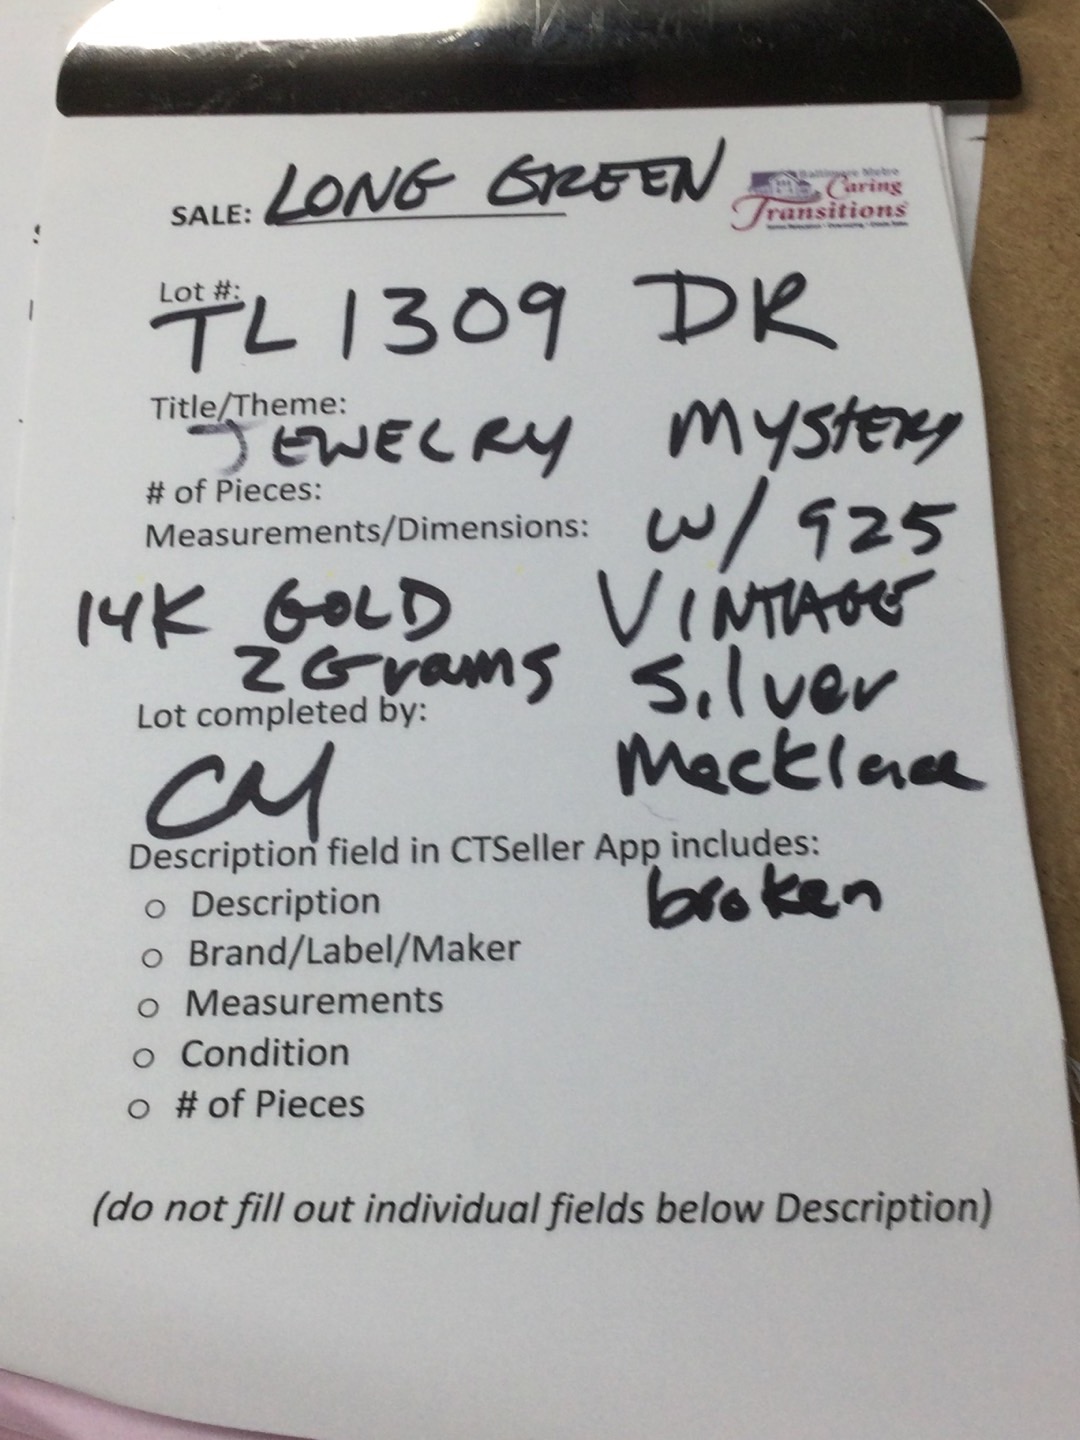 SALE: LONG GREEN
Baltimore Metro
Caring
Transitions
Lot #:
TL 1309 DR
Title/Theme:
JEWELRY MYSTERY
# of Pieces:
Measurements/Dimensions: W/ 925
14K GOLD VINTAGE
2 Grams Silver
Lot completed by:
CM Necklace
Description field in CTSeller App includes:
broken
○ Description
○ Brand/Label/Maker
○ Measurements
○ Condition
○ # of Pieces
(do not fill out individual fields below Description)